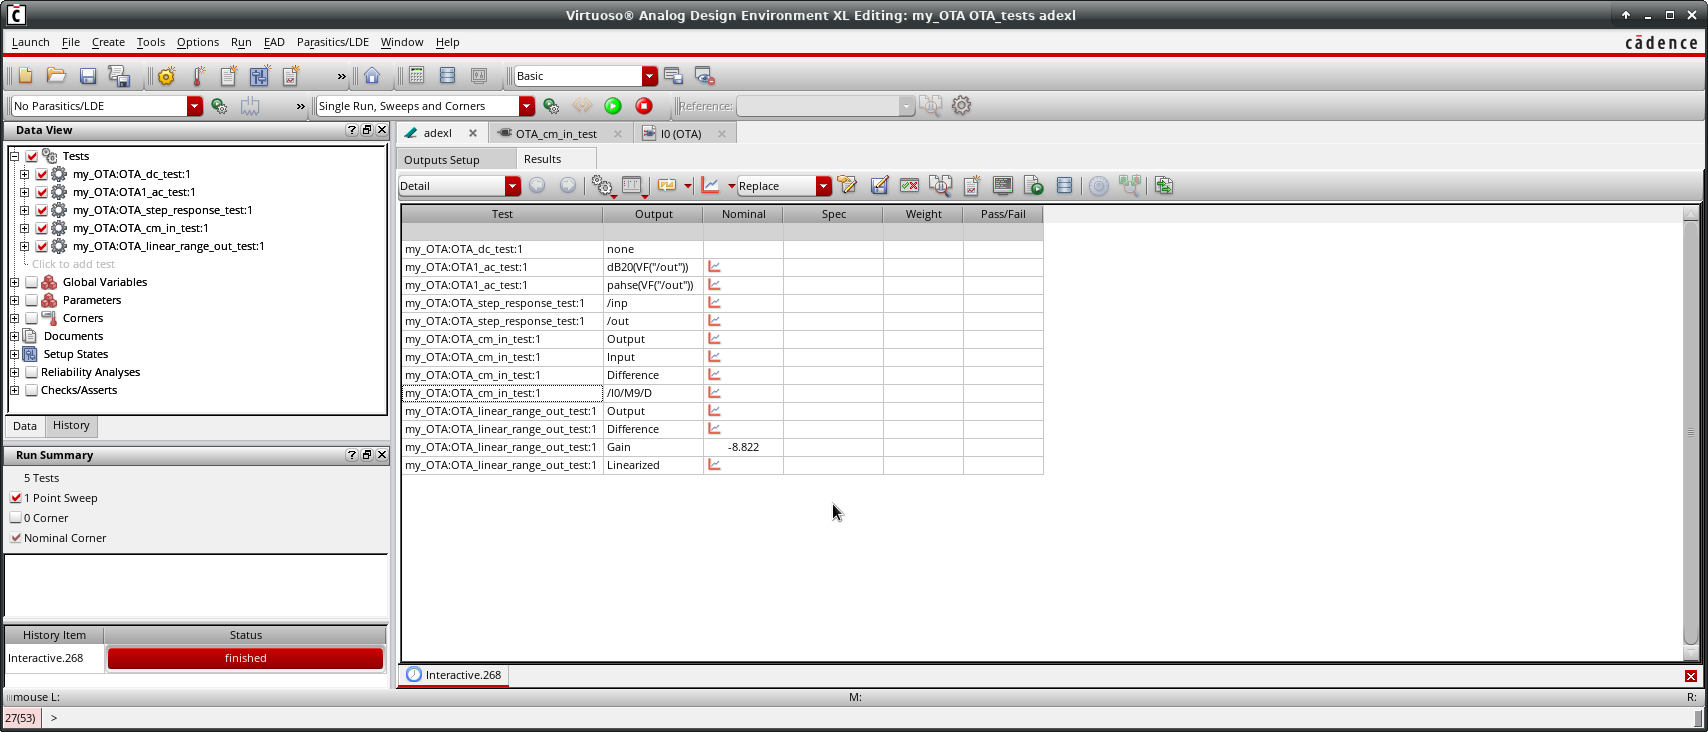 Virtuoso® Analog Design Environment XL Editing: my_OTA OTA_tests adexl
Launch File Create Tools Options Run EAD Parasitics/LDE Window Help
cādence
» Basic
No Parasitics/LDE » Single Run, Sweeps and Corners Reference:
Data View
Tests
my_OTA:OTA_dc_test:1
my_OTA:OTA1_ac_test:1
my_OTA:OTA_step_response_test:1
my_OTA:OTA_cm_in_test:1
my_OTA:OTA_linear_range_out_test:1
Click to add test
Global Variables
Parameters
Corners
Documents
Setup States
Reliability Analyses
Checks/Asserts
Data History
Run Summary
5 Tests
1 Point Sweep
0 Corner
Nominal Corner
History Item Status
Interactive.268 finished
adexl OTA_cm_in_test I0 (OTA)
Outputs Setup Results
Detail Replace
Test Output Nominal Spec Weight Pass/Fail
my_OTA:OTA_dc_test:1 none
my_OTA:OTA1_ac_test:1 dB20(VF("/out"))
my_OTA:OTA1_ac_test:1 pahse(VF("/out"))
my_OTA:OTA_step_response_test:1 /inp
my_OTA:OTA_step_response_test:1 /out
my_OTA:OTA_cm_in_test:1 Output
my_OTA:OTA_cm_in_test:1 Input
my_OTA:OTA_cm_in_test:1 Difference
my_OTA:OTA_cm_in_test:1 /I0/M9/D
my_OTA:OTA_linear_range_out_test:1 Output
my_OTA:OTA_linear_range_out_test:1 Difference
my_OTA:OTA_linear_range_out_test:1 Gain -8.822
my_OTA:OTA_linear_range_out_test:1 Linearized
Interactive.268
mouse L: M: R:
27(53) >